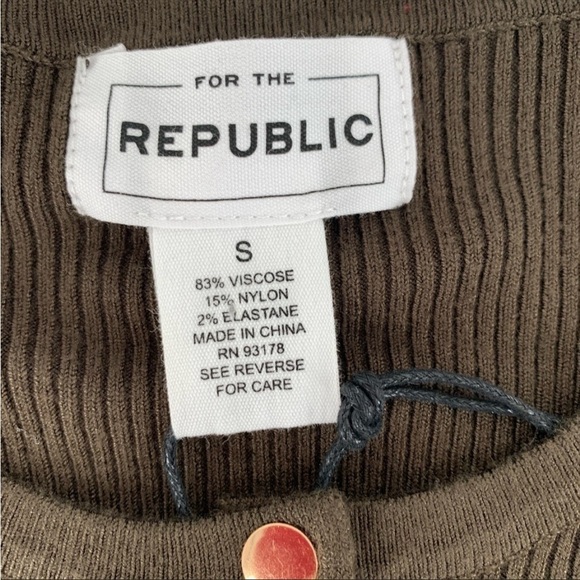 FOR THE
REPUBLIC
S
83% VISCOSE
15% NYLON
2% ELASTANE
MADE IN CHINA
RN 93178
SEE REVERSE
FOR CARE